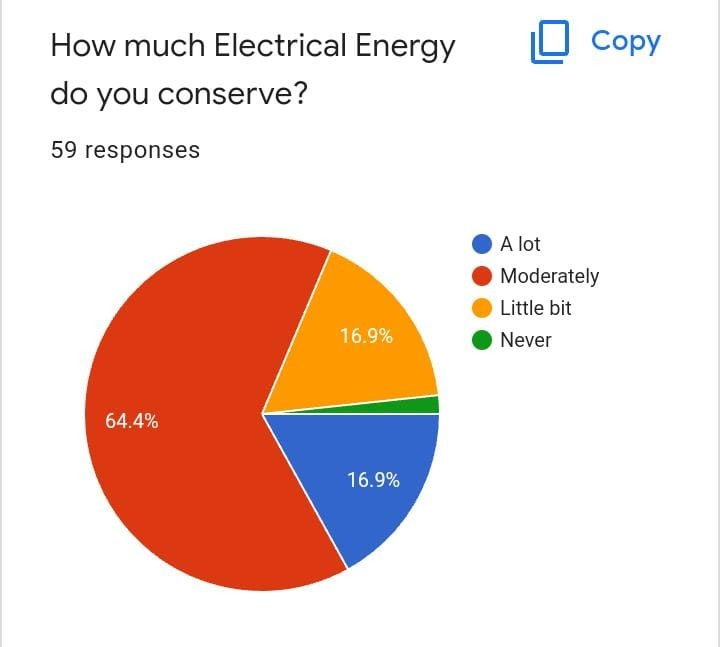 How much Electrical Energy
do you conserve?
Copy
59 responses
A lot
Moderately
Little bit
Never
16.9%
64.4%
16.9%